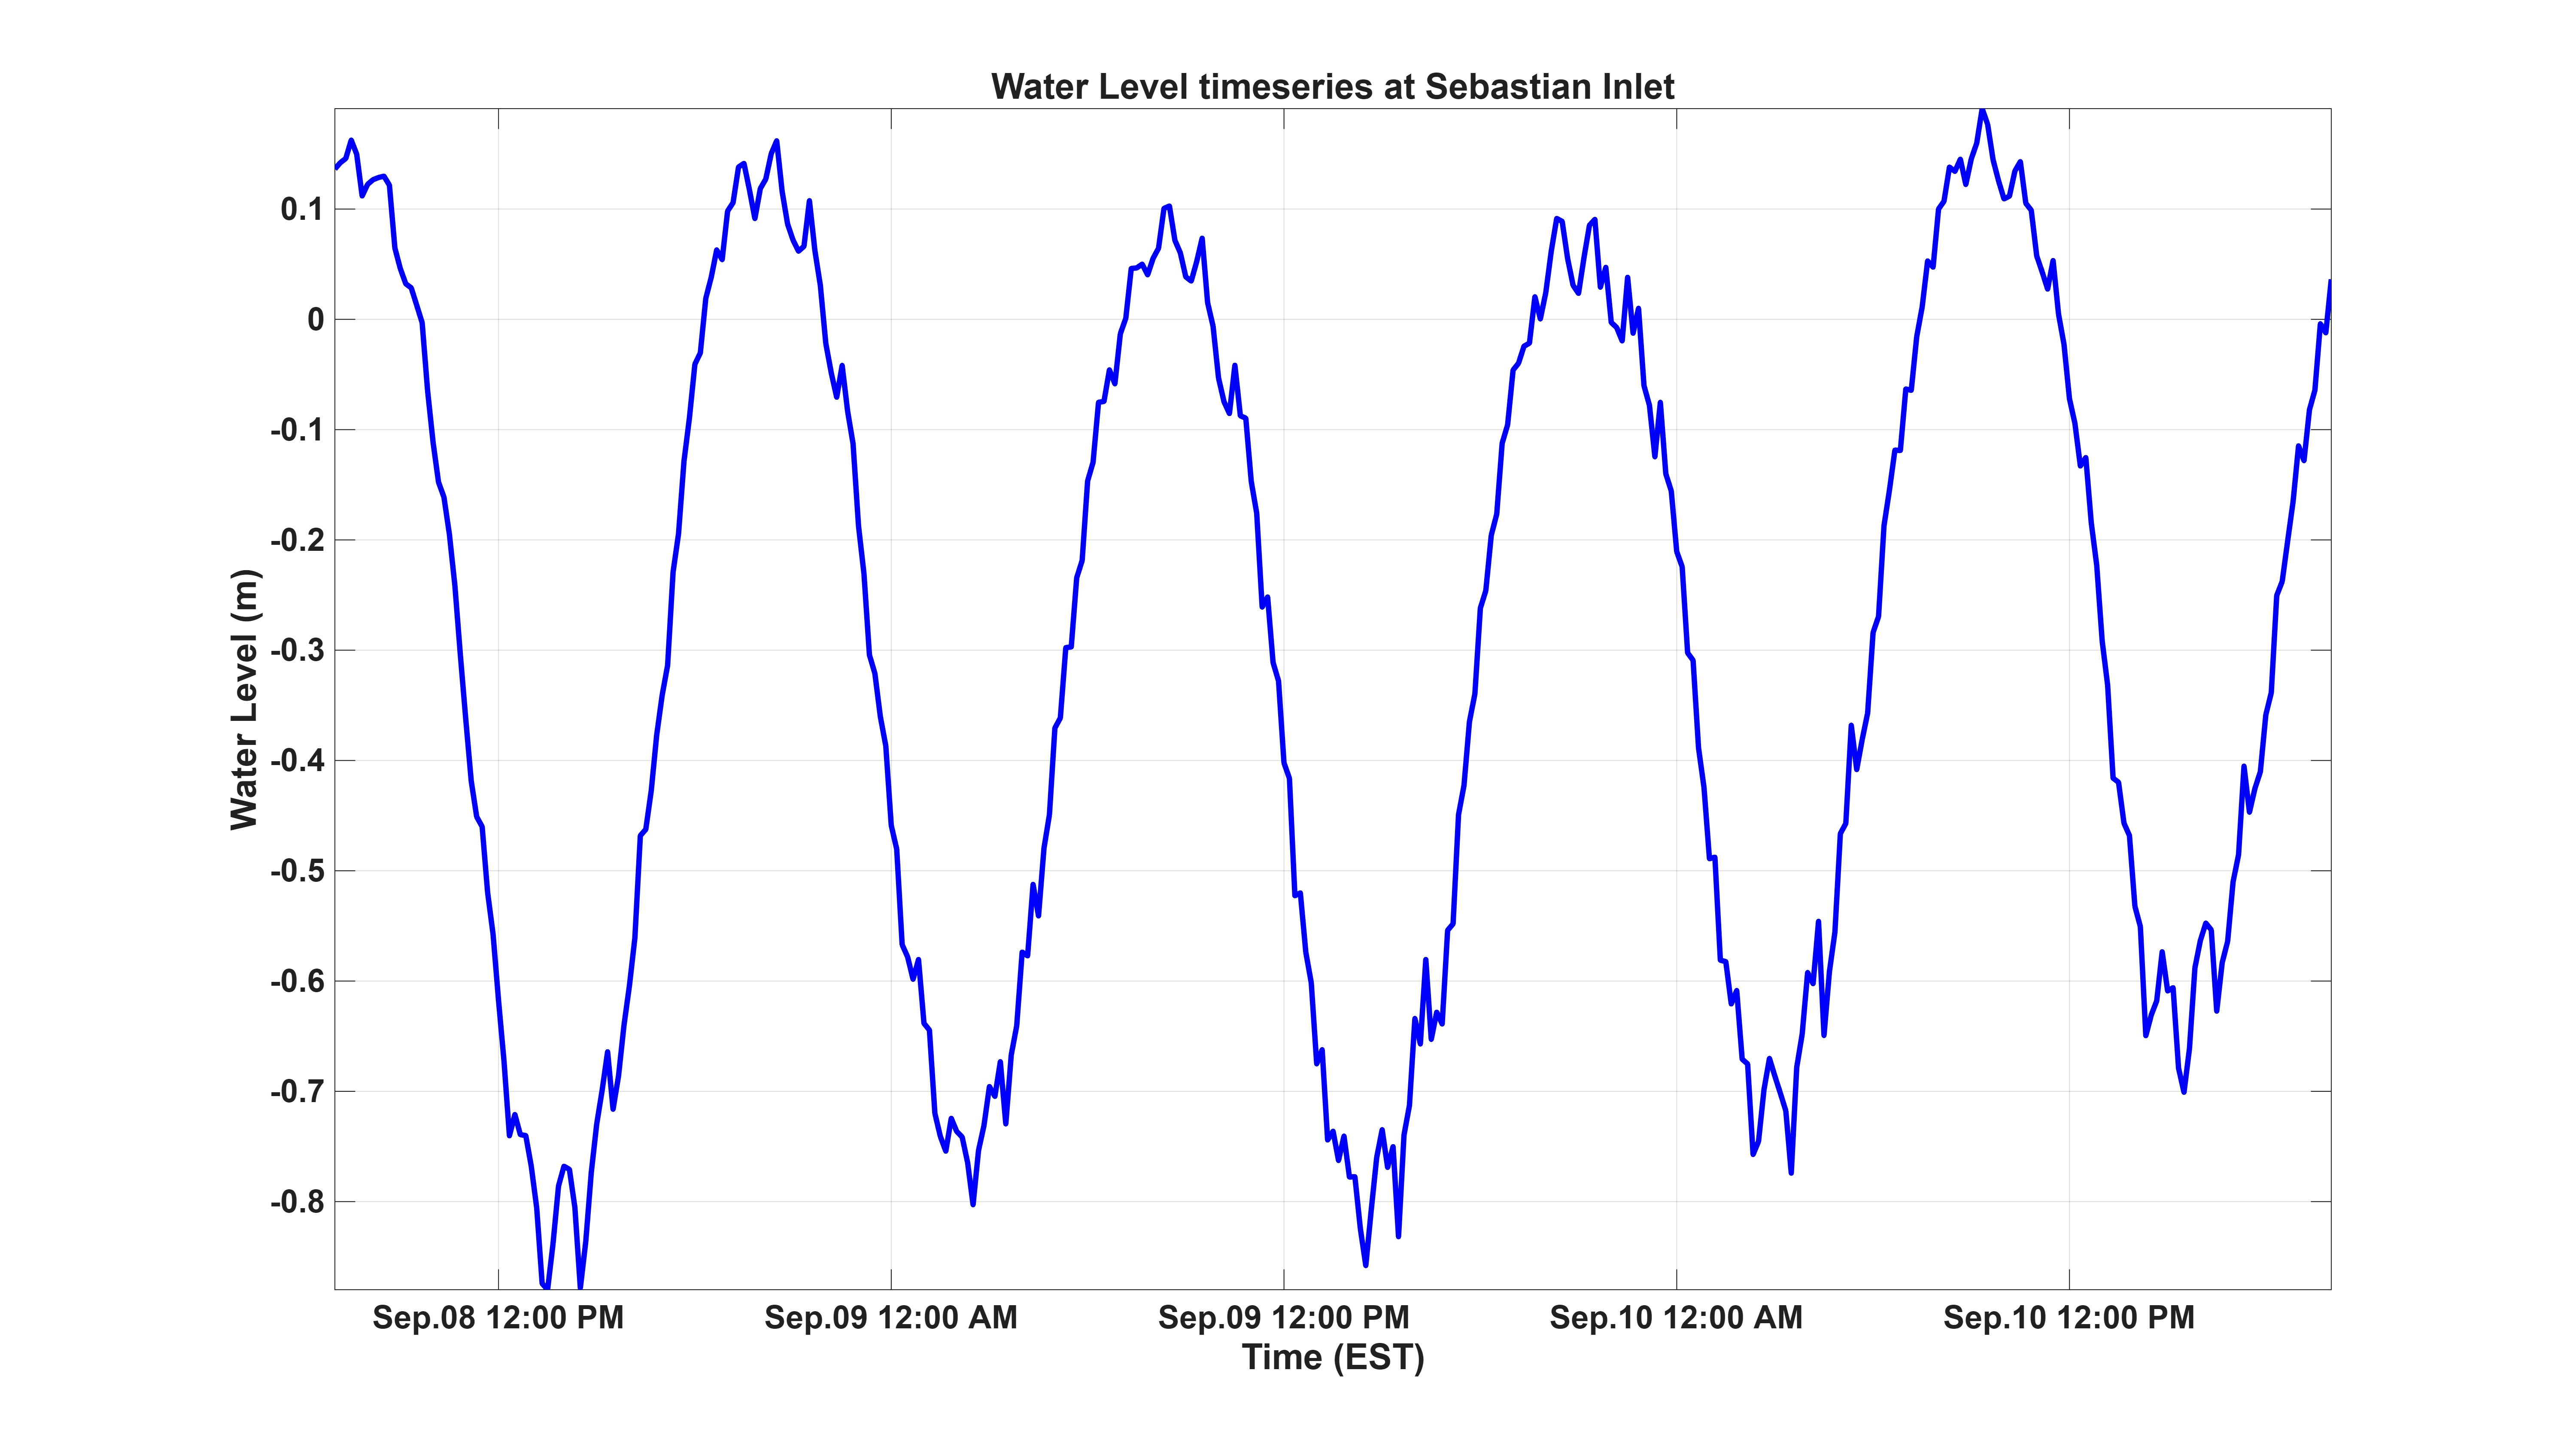 Water Level timeseries at Sebastian Inlet
Water Level (m)
0.1
0
-0.1
-0.2
-0.3
-0.4
-0.5
-0.6
-0.7
-0.8
Sep.08 12:00 PM
Sep.09 12:00 AM
Sep.09 12:00 PM
Sep.10 12:00 AM
Sep.10 12:00 PM
Time (EST)